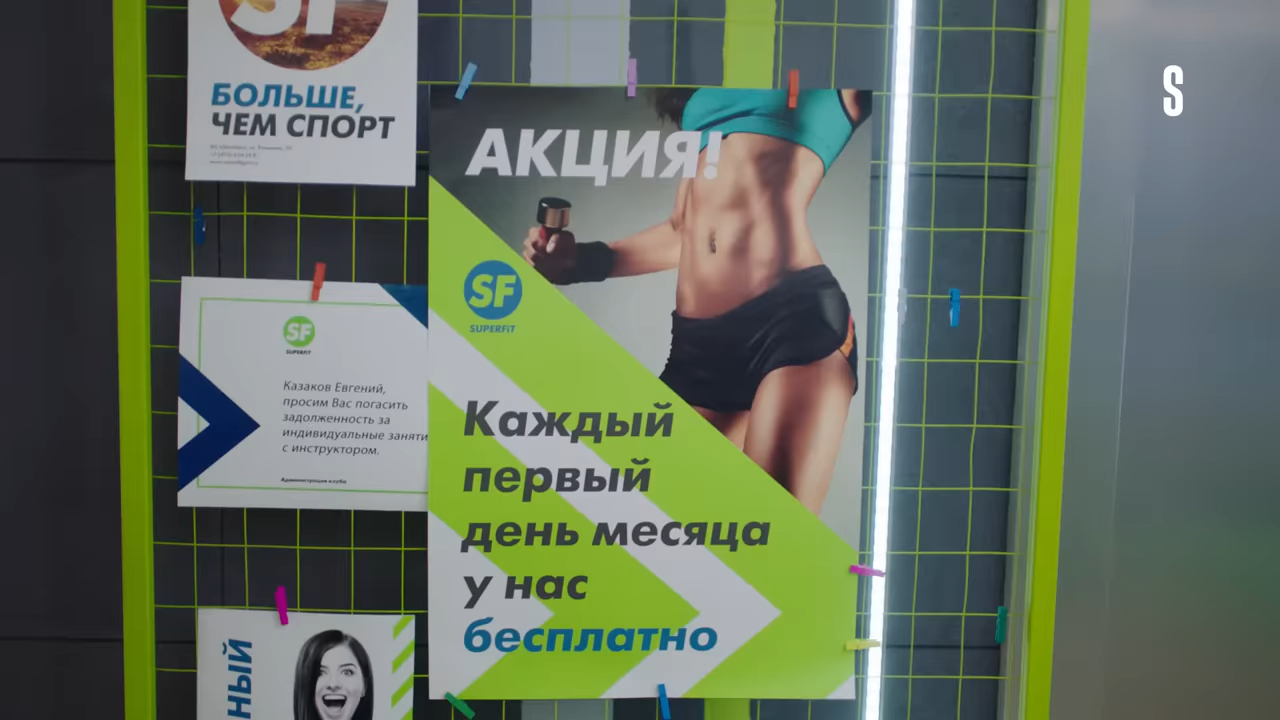 SF
БОЛЬШЕ,
ЧЕМ СПОРТ
SF
SUPERFIT
Казаков Евгений,
просим Вас погасить
задолженность за
индивидуальные заняти
с инструктором.
Администрация клуба
НЫЙ
АКЦИЯ!
SF
SUPERFIT
Каждый
первый
день месяца
у нас
бесплатно
S